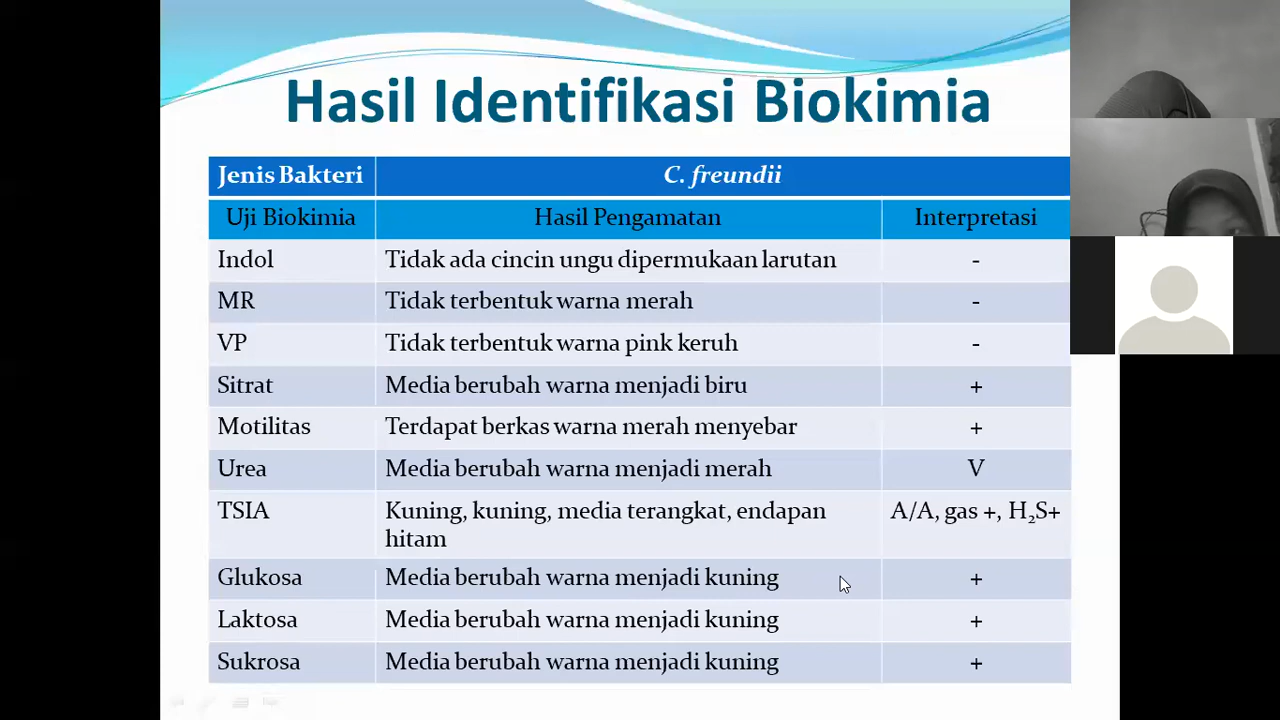 Hasil Identifikasi Biokimia
Jenis Bakteri C. freundii
Uji Biokimia Hasil Pengamatan Interpretasi
Indol Tidak ada cincin ungu dipermukaan larutan -
MR Tidak terbentuk warna merah -
VP Tidak terbentuk warna pink keruh -
Sitrat Media berubah warna menjadi biru +
Motilitas Terdapat berkas warna merah menyebar +
Urea Media berubah warna menjadi merah V
TSIA Kuning, kuning, media terangkat, endapan A/A, gas +, H₂S+
hitam
Glukosa Media berubah warna menjadi kuning +
Laktosa Media berubah warna menjadi kuning +
Sukrosa Media berubah warna menjadi kuning +